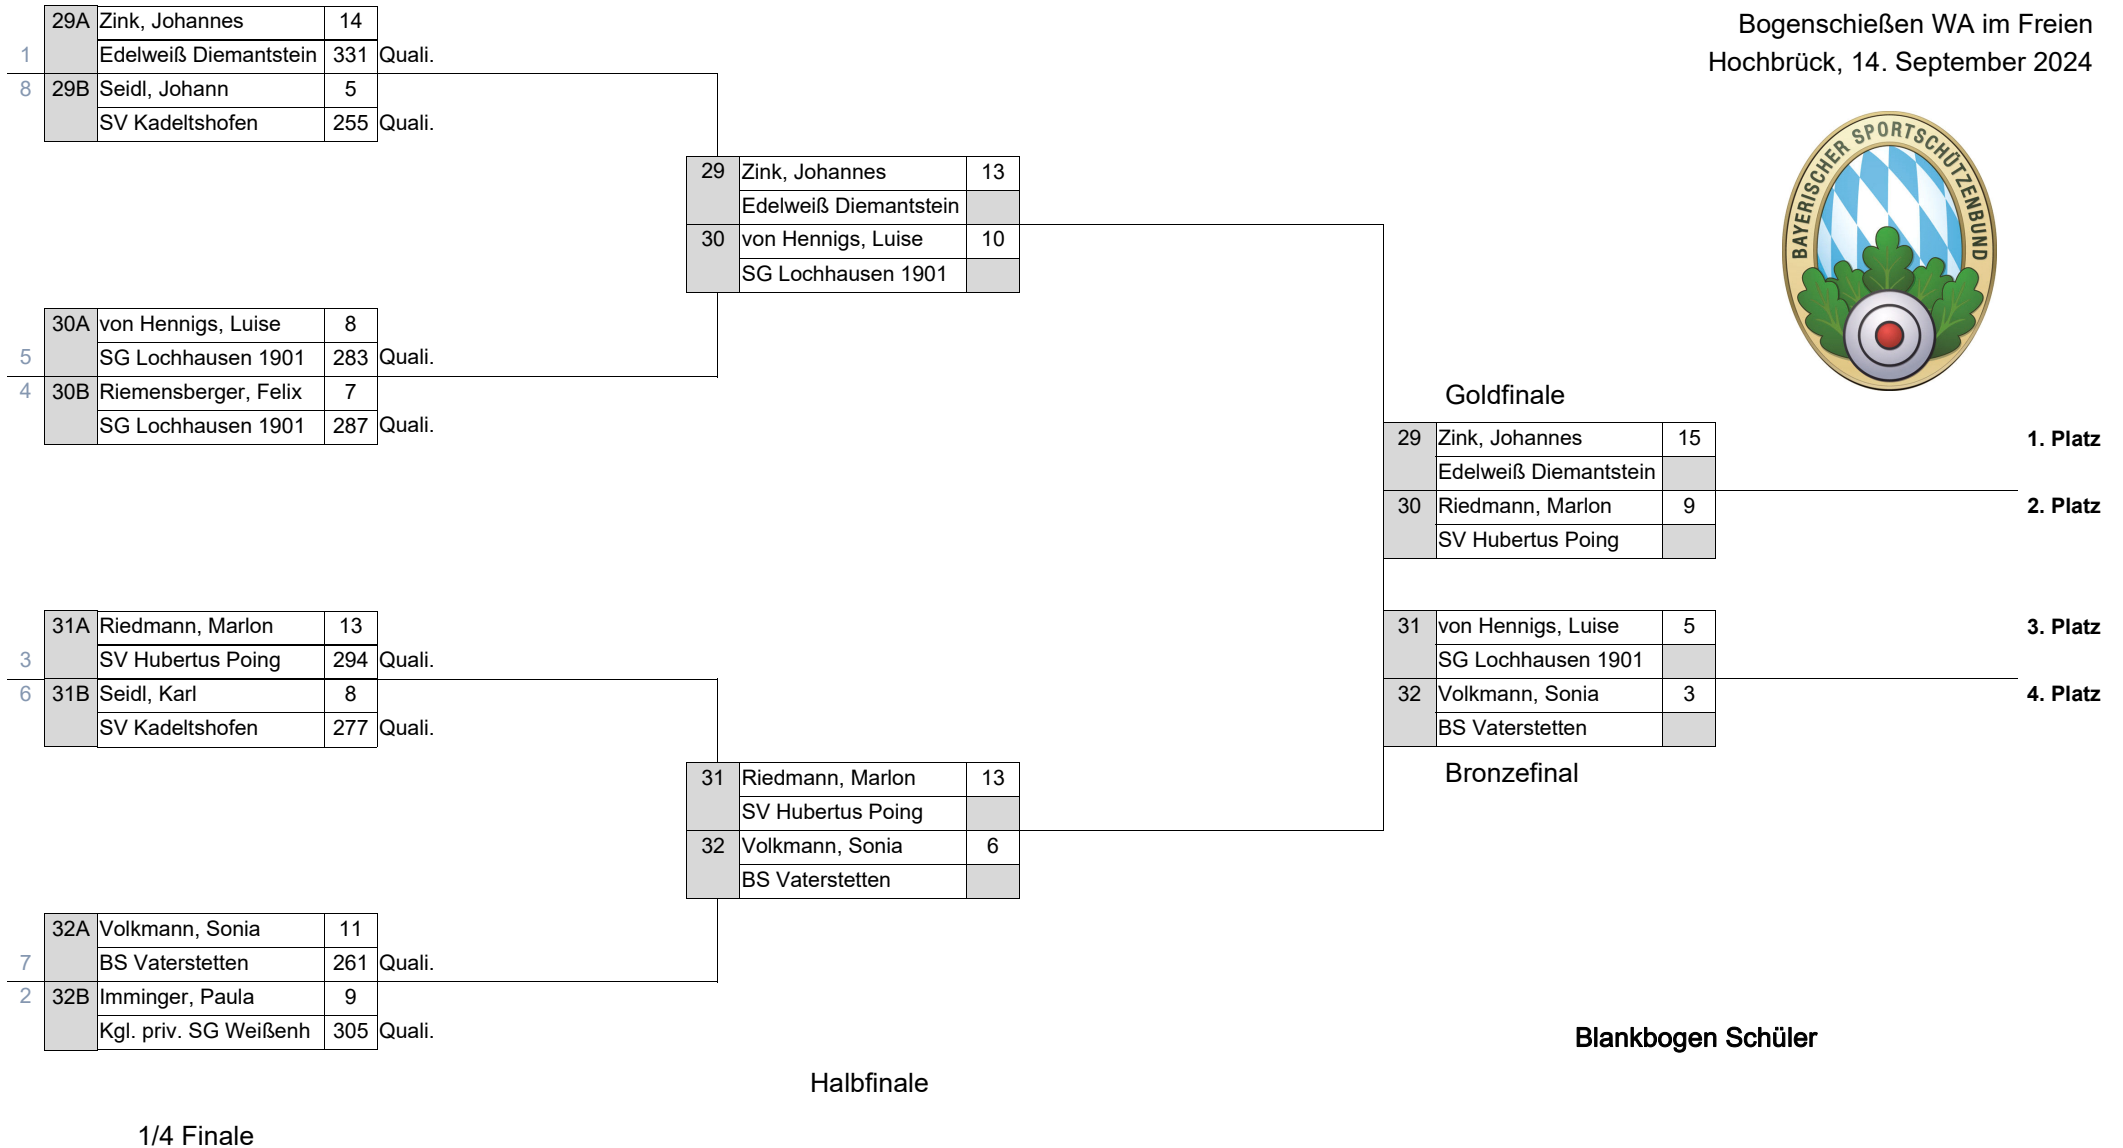 Bogenschießen WA im Freien
Hochbrück, 14. September 2024
BAYERISCHER SPORTSCHÜTZENBUND
29A Zink, Johannes 14
1 Edelweiß Diemantstein 331 Quali.
8 29B Seidl, Johann 5
SV Kadeltshofen 255 Quali.
30A von Hennigs, Luise 8
5 SG Lochhausen 1901 283 Quali.
4 30B Riemensberger, Felix 7
SG Lochhausen 1901 287 Quali.
31A Riedmann, Marlon 13
3 SV Hubertus Poing 294 Quali.
6 31B Seidl, Karl 8
SV Kadeltshofen 277 Quali.
32A Volkmann, Sonia 11
7 BS Vaterstetten 261 Quali.
2 32B Imminger, Paula 9
Kgl. priv. SG Weißenh 305 Quali.
1/4 Finale
29 Zink, Johannes 13
Edelweiß Diemantstein
30 von Hennigs, Luise 10
SG Lochhausen 1901
31 Riedmann, Marlon 13
SV Hubertus Poing
32 Volkmann, Sonia 6
BS Vaterstetten
Halbfinale
Goldfinale
29 Zink, Johannes 15 1. Platz
Edelweiß Diemantstein
30 Riedmann, Marlon 9 2. Platz
SV Hubertus Poing
31 von Hennigs, Luise 5 3. Platz
SG Lochhausen 1901
32 Volkmann, Sonia 3 4. Platz
BS Vaterstetten
Bronzefinal
Blankbogen Schüler